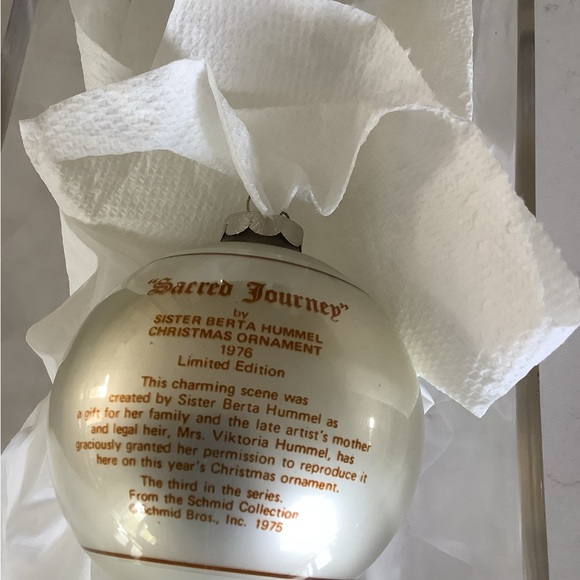 "Sacred Journey"
by
SISTER BERTA HUMMEL
CHRISTMAS ORNAMENT
1976
Limited Edition
This charming scene was
created by Sister Berta Hummel as
a gift for her family and the late artist's mother
and legal heir, Mrs. Viktoria Hummel, has
graciously granted her permission to reproduce it
here on this year's Christmas ornament.
The third in the series.
From the Schmid Collection
© Schmid Bros., Inc. 1975